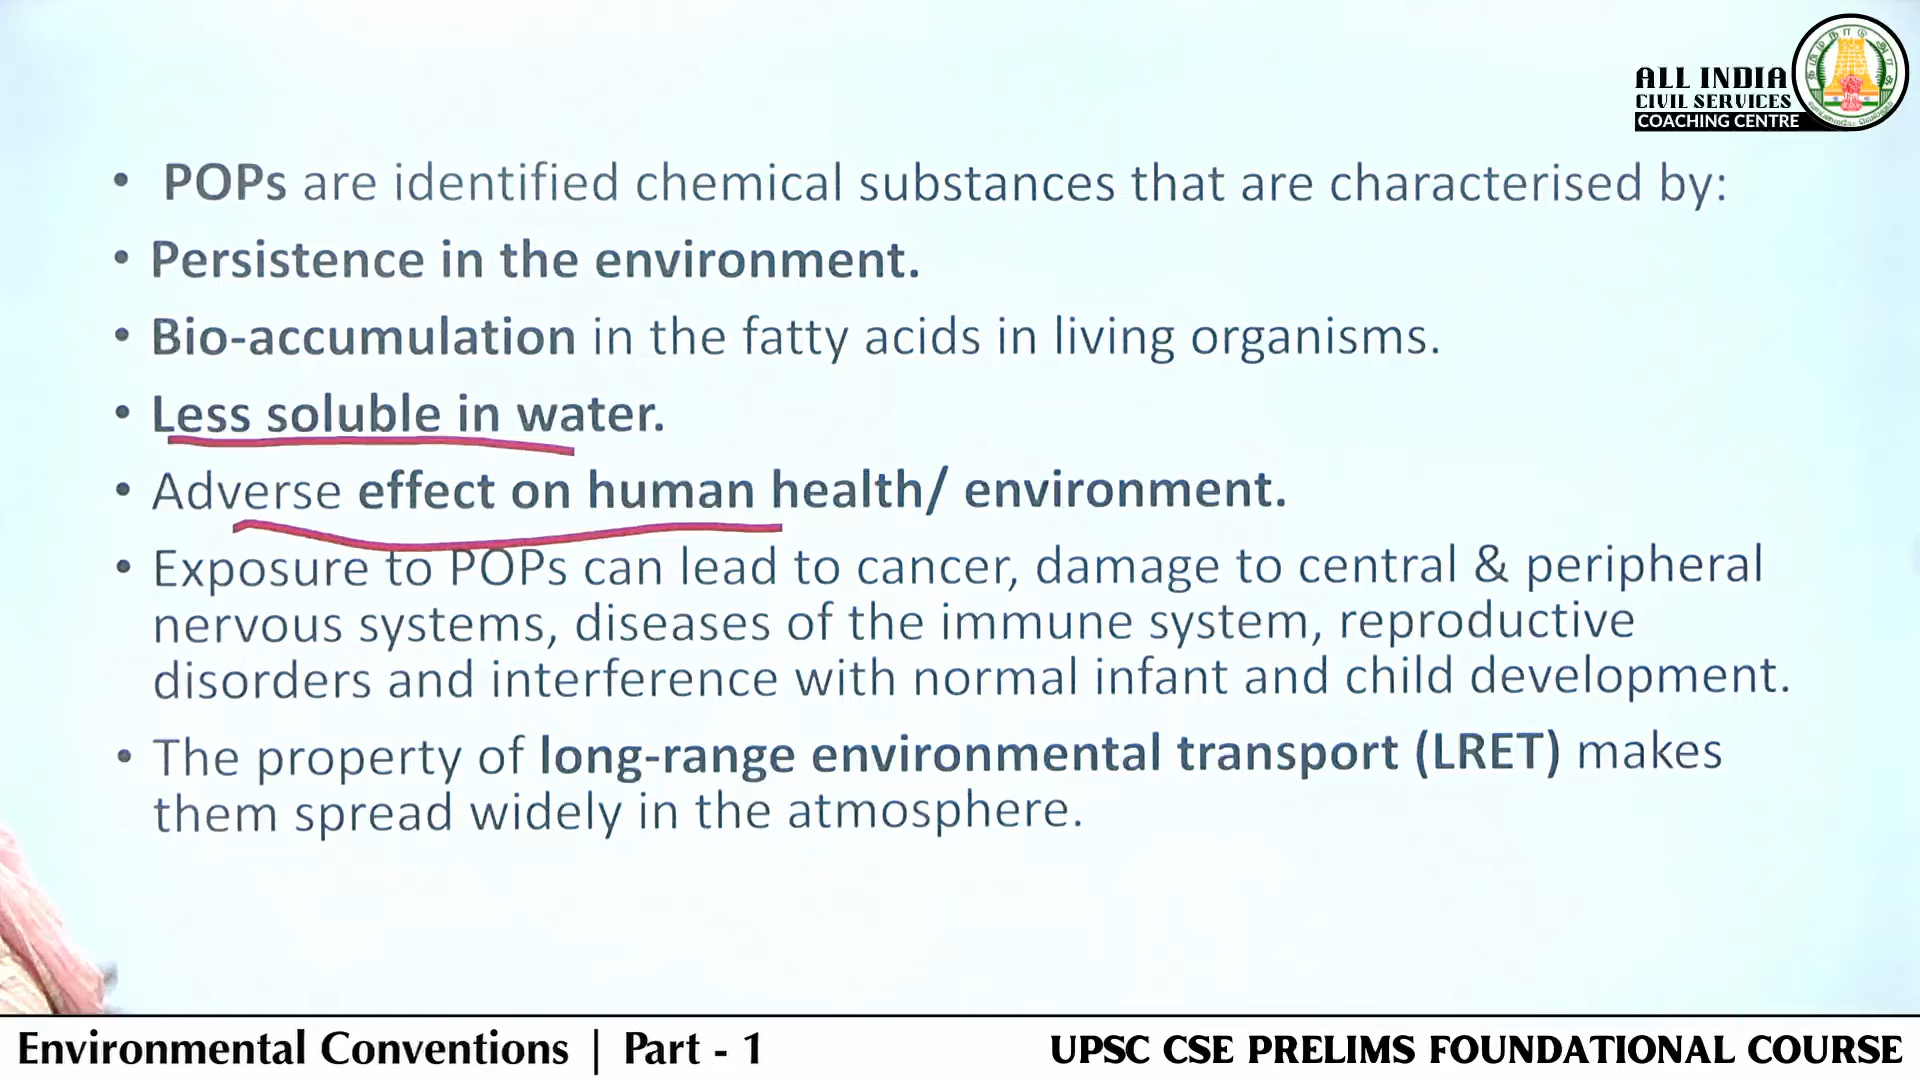 ALL INDIA
CIVIL SERVICES
COACHING CENTRE
• POPs are identified chemical substances that are characterised by:
• Persistence in the environment.
• Bio-accumulation in the fatty acids in living organisms.
• Less soluble in water.
• Adverse effect on human health/ environment.
• Exposure to POPs can lead to cancer, damage to central & peripheral
nervous systems, diseases of the immune system, reproductive
disorders and interference with normal infant and child development.
• The property of long-range environmental transport (LRET) makes
them spread widely in the atmosphere.
Environmental Conventions | Part - 1
UPSC CSE PRELIMS FOUNDATIONAL COURSE